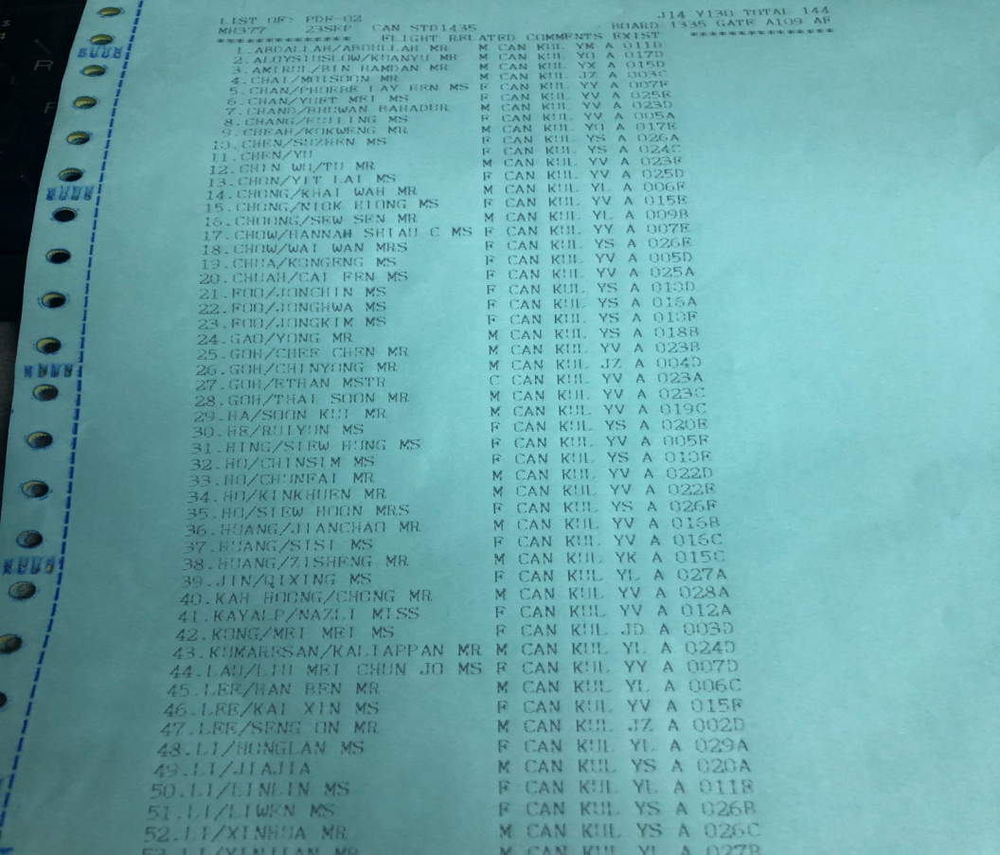 LIST OF: PDF-02 J14 Y130 TOTAL 144
MH377 23SEP CAN STD1435 BOARD 1335 GATE A109 AF
************** FLIGHT RELATED COMMENTS EXIST ***************
1.ABDALLAH/ABDULLAH MR M CAN KUL YM A 011D
2.ALOYSIUSLOW/KUANYU MR M CAN KUL YQ A 017D
3.AMIRUL/BIN HAMDAN MR M CAN KUL YX A 015D
4.CHAI/MOISOON MR M CAN KUL JZ A 003C
5.CHAN/PHOEBE LAY HEN MS F CAN KUL YY A 007F
6.CHAN/YUET MEI MS F CAN KUL YV A 025E
7.CHAND/BHUWAN BAHADUR M CAN KUL YV A 023D
8.CHANG/HUILING MS F CAN KUL YV A 005A
9.CHEAH/KOKWENG MR M CAN KUL YQ A 017E
10.CHEN/SUZHEN MS F CAN KUL YS A 026A
11.CHEN/YU F CAN KUL YS A 024C
12.CHIN WU/TU MR M CAN KUL YV A 023F
13.CHON/YIT LAI MS F CAN KUL YV A 025D
14.CHONG/KHAI WAH MR M CAN KUL YL A 006F
15.CHONG/NIOK HIONG MS F CAN KUL YV A 015E
16.CHOONG/SEW SEN MR M CAN KUL YL A 009B
17.CHOW/HANNAH SHIAU C MS F CAN KUL YY A 007E
18.CHOW/WAI WAN MRS F CAN KUL YS A 026E
19.CHUA/KONGENG MS F CAN KUL YV A 005D
20.CHUAH/CAI FEN MS F CAN KUL YV A 025A
21.FOO/JONCHIN MS F CAN KUL YS A 010D
22.FOO/JONGHWA MS F CAN KUL YS A 016A
23.FOO/JONGKIM MS F CAN KUL YS A 010F
24.GAO/YONG MR M CAN KUL YS A 018B
25.GOH/CHEE CHEN MR M CAN KUL YV A 023B
26.GOH/CHINYONG MR M CAN KUL JZ A 004D
27.GOH/ETHAN MSTR C CAN KUL YV A 023A
28.GOH/THAI SOON MR M CAN KUL YV A 023C
29.HA/SOON KUI MR M CAN KUL YV A 019C
30.HE/RUIYUN MS F CAN KUL YS A 020E
31.HING/SIEW HUNG MS F CAN KUL YV A 005F
32.HO/CHINSIM MS F CAN KUL YS A 010E
33.HO/CHUNFAI MR M CAN KUL YV A 022D
34.HO/KINKHUEN MR M CAN KUL YV A 022E
35.HO/SIEW HOON MRS F CAN KUL YS A 026F
36.HUANG/JIANCHAO MR M CAN KUL YV A 016B
37.HUANG/SISI MS F CAN KUL YV A 016C
38.HUANG/ZISHENG MR M CAN KUL YK A 015C
39.JIN/QIXING MS F CAN KUL YL A 027A
40.KAH HOONG/CHONG MR M CAN KUL YV A 028A
41.KAYALP/NAZLI MISS F CAN KUL YV A 012A
42.KONG/MEI MEI MS F CAN KUL JD A 003D
43.KUMARESAN/KALIAPPAN MR M CAN KUL YL A 024D
44.LAU/LIU MEI CHUN JO MS F CAN KUL YY A 007D
45.LEE/HAN BEN MR M CAN KUL YL A 006C
46.LEE/KAI XIN MS F CAN KUL YV A 015F
47.LEE/SENG ON MR M CAN KUL JZ A 002D
48.LI/HONGLAN MS F CAN KUL YL A 029A
49.LI/JIAJIA M CAN KUL YS A 020A
50.LI/LINLIN MS F CAN KUL YL A 011E
51.LI/LIWEN MS F CAN KUL YS A 026B
52.LI/XINHUA MR M CAN KUL YS A 026C
M CAN KUL YL A 027B